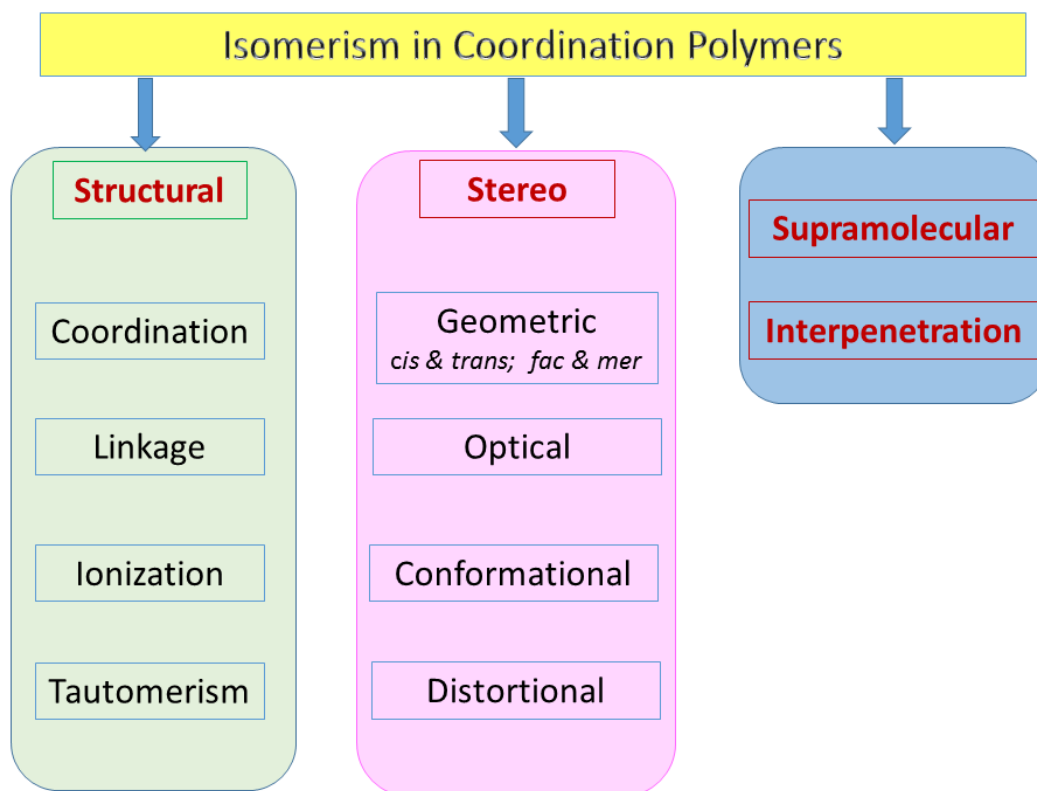 Isomerism in Coordination Polymers
Structural
Coordination
Linkage
Ionization
Tautomerism
Stereo
Geometric
cis & trans; fac & mer
Optical
Conformational
Distortional
Supramolecular
Interpenetration